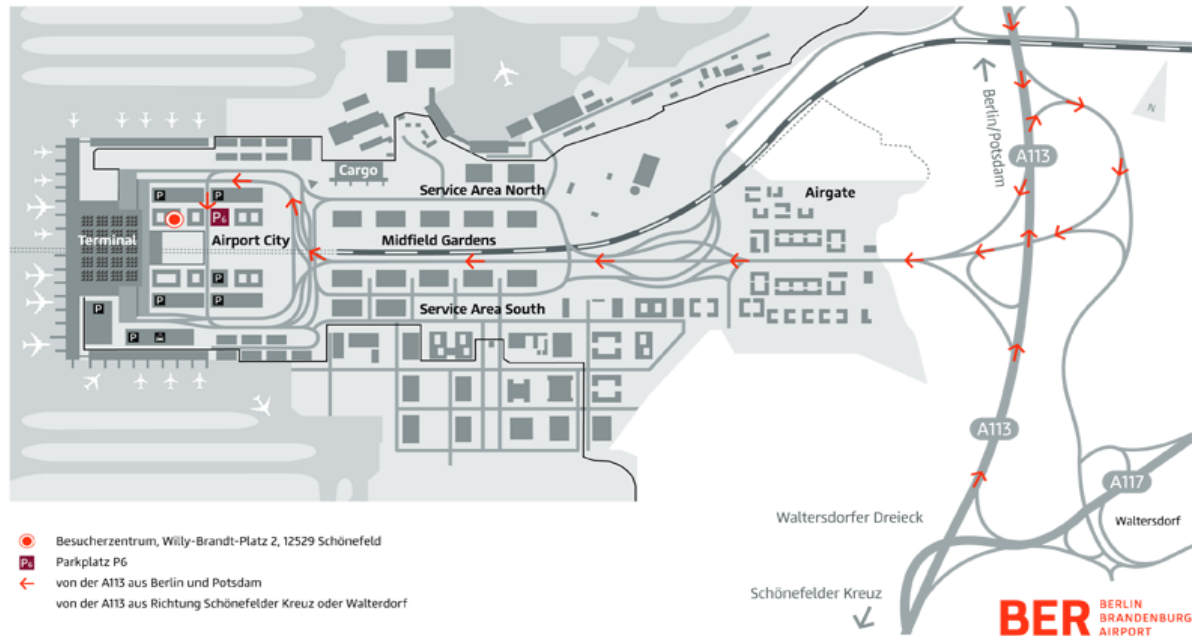 Berlin/Potsdam
N
A113
Cargo
Service Area North
Airgate
P
P
P6
Terminal
Airport City
Midfield Gardens
P
P
P
P
P
Service Area South
A113
A117
Waltersdorfer Dreieck
Waltersdorf
Schönefelder Kreuz
Besucherzentrum, Willy-Brandt-Platz 2, 12529 Schönefeld
P6 Parkplatz P6
von der A113 aus Berlin und Potsdam
von der A113 aus Richtung Schönefelder Kreuz oder Walterdorf
BER BERLIN
BRANDENBURG
AIRPORT